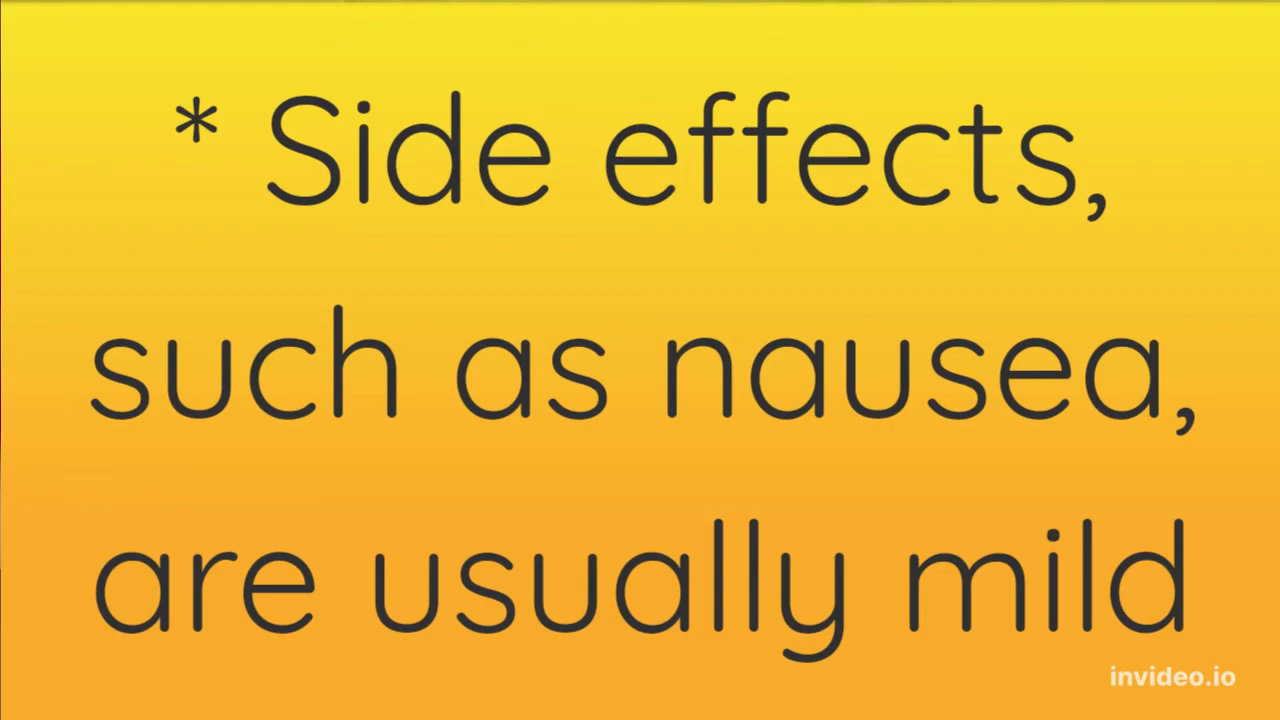 * Side effects,
such as nausea,
are usually mild
invideo.io